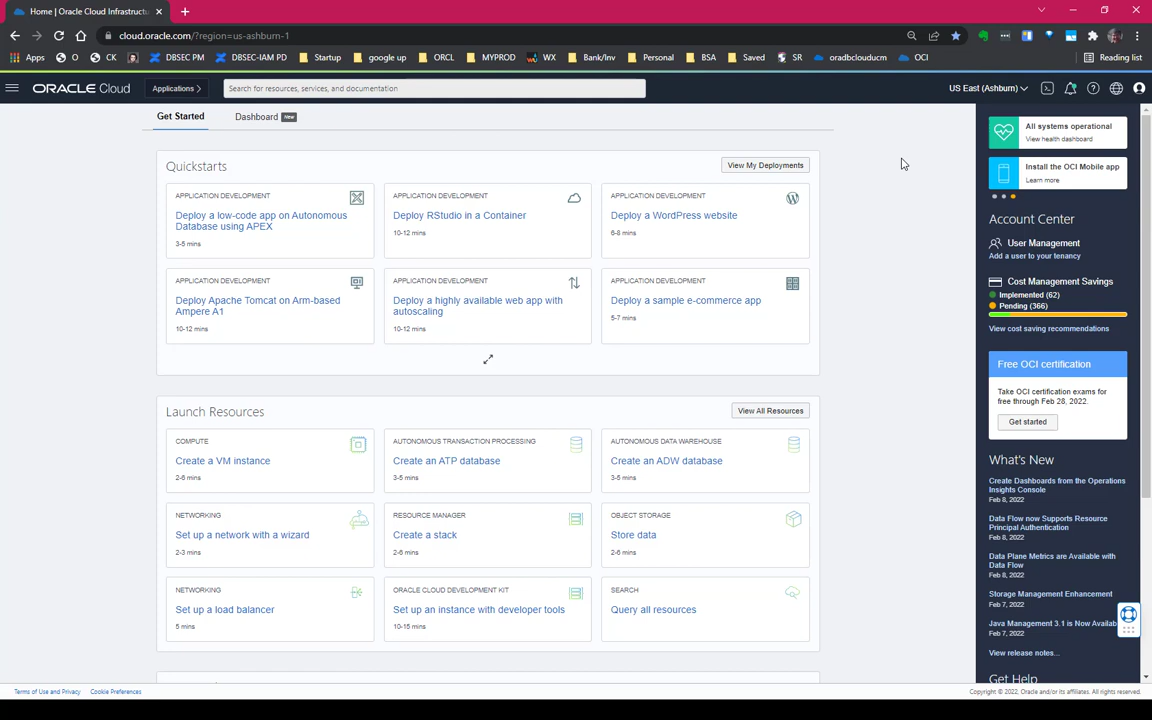 Home | Oracle Cloud Infrastructu
cloud.oracle.com/?region=us-ashburn-1
Apps O CK DBSEC PM DBSEC-IAM PD Startup google up ORCL MYPROD WX Bank/Inv Personal BSA Saved SR oradbclouducm OCI Reading list
ORACLE Cloud Applications Search for resources, services, and documentation US East (Ashburn)
Get Started Dashboard New
Quickstarts View My Deployments
APPLICATION DEVELOPMENT
Deploy a low-code app on Autonomous
Database using APEX
3-5 mins
APPLICATION DEVELOPMENT
Deploy RStudio in a Container
10-12 mins
APPLICATION DEVELOPMENT
Deploy a WordPress website
6-8 mins
APPLICATION DEVELOPMENT
Deploy Apache Tomcat on Arm-based
Ampere A1
10-12 mins
APPLICATION DEVELOPMENT
Deploy a highly available web app with
autoscaling
10-12 mins
APPLICATION DEVELOPMENT
Deploy a sample e-commerce app
5-7 mins
Launch Resources View All Resources
COMPUTE
Create a VM instance
2-6 mins
AUTONOMOUS TRANSACTION PROCESSING
Create an ATP database
3-5 mins
AUTONOMOUS DATA WAREHOUSE
Create an ADW database
3-5 mins
NETWORKING
Set up a network with a wizard
2-3 mins
RESOURCE MANAGER
Create a stack
2-6 mins
OBJECT STORAGE
Store data
2-6 mins
NETWORKING
Set up a load balancer
5 mins
ORACLE CLOUD DEVELOPMENT KIT
Set up an instance with developer tools
10-15 mins
SEARCH
Query all resources
All systems operational
View health dashboard
Install the OCI Mobile app
Learn more
Account Center
User Management
Add a user to your tenancy
Cost Management Savings
Implemented (62)
Pending (366)
View cost saving recommendations
Free OCI certification
Take OCI certification exams for
free through Feb 28, 2022.
Get started
What's New
Create Dashboards from the Operations
Insights Console
Feb 8, 2022
Data Flow now Supports Resource
Principal Authentication
Feb 8, 2022
Data Plane Metrics are Available with
Data Flow
Feb 8, 2022
Storage Management Enhancement
Feb 7, 2022
Java Management 3.1 is Now Availab
Feb 7, 2022
View release notes...
Get Help
Terms of Use and Privacy Cookie Preferences Copyright © 2022, Oracle and/or its affiliates. All rights reserved.